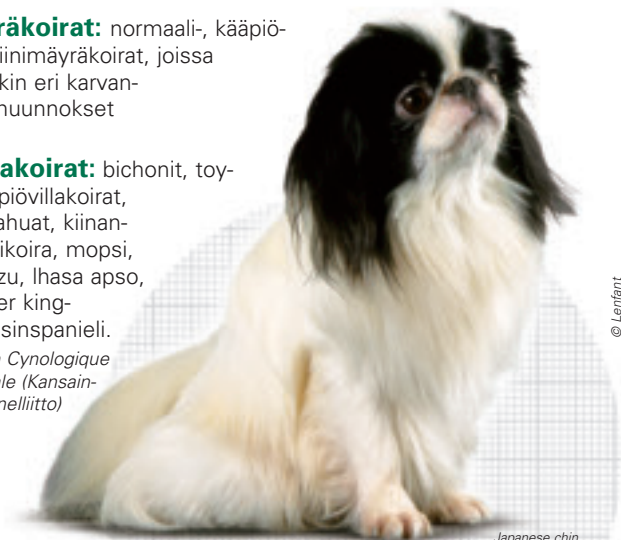 räkoirat: normaali-, kääpiö-
iinimäyräkoirat, joissa
kin eri karvan-
nuunnokset
akoirat: bichonit, toy-
piövillakoirat,
ahuat, kiinan-
ikoira, mopsi,
zu, lhasa apso,
er king-
sinspanieli.
Cynologique
le (Kansain-
nelliitto)
© Lenfant
Japanese chin